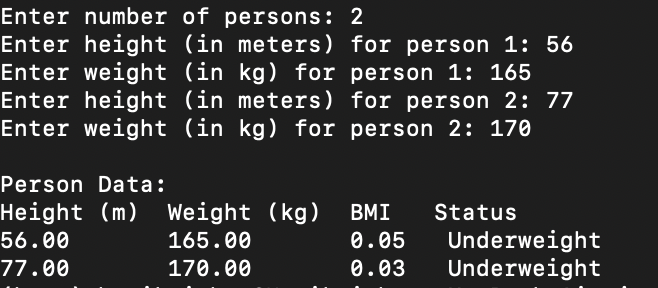 Enter number of persons: 2
Enter height (in meters) for person 1: 56
Enter weight (in kg) for person 1: 165
Enter height (in meters) for person 2: 77
Enter weight (in kg) for person 2: 170
Person Data:
Height (m) Weight (kg) BMI Status
56.00 165.00 0.05 Underweight
77.00 170.00 0.03 Underweight